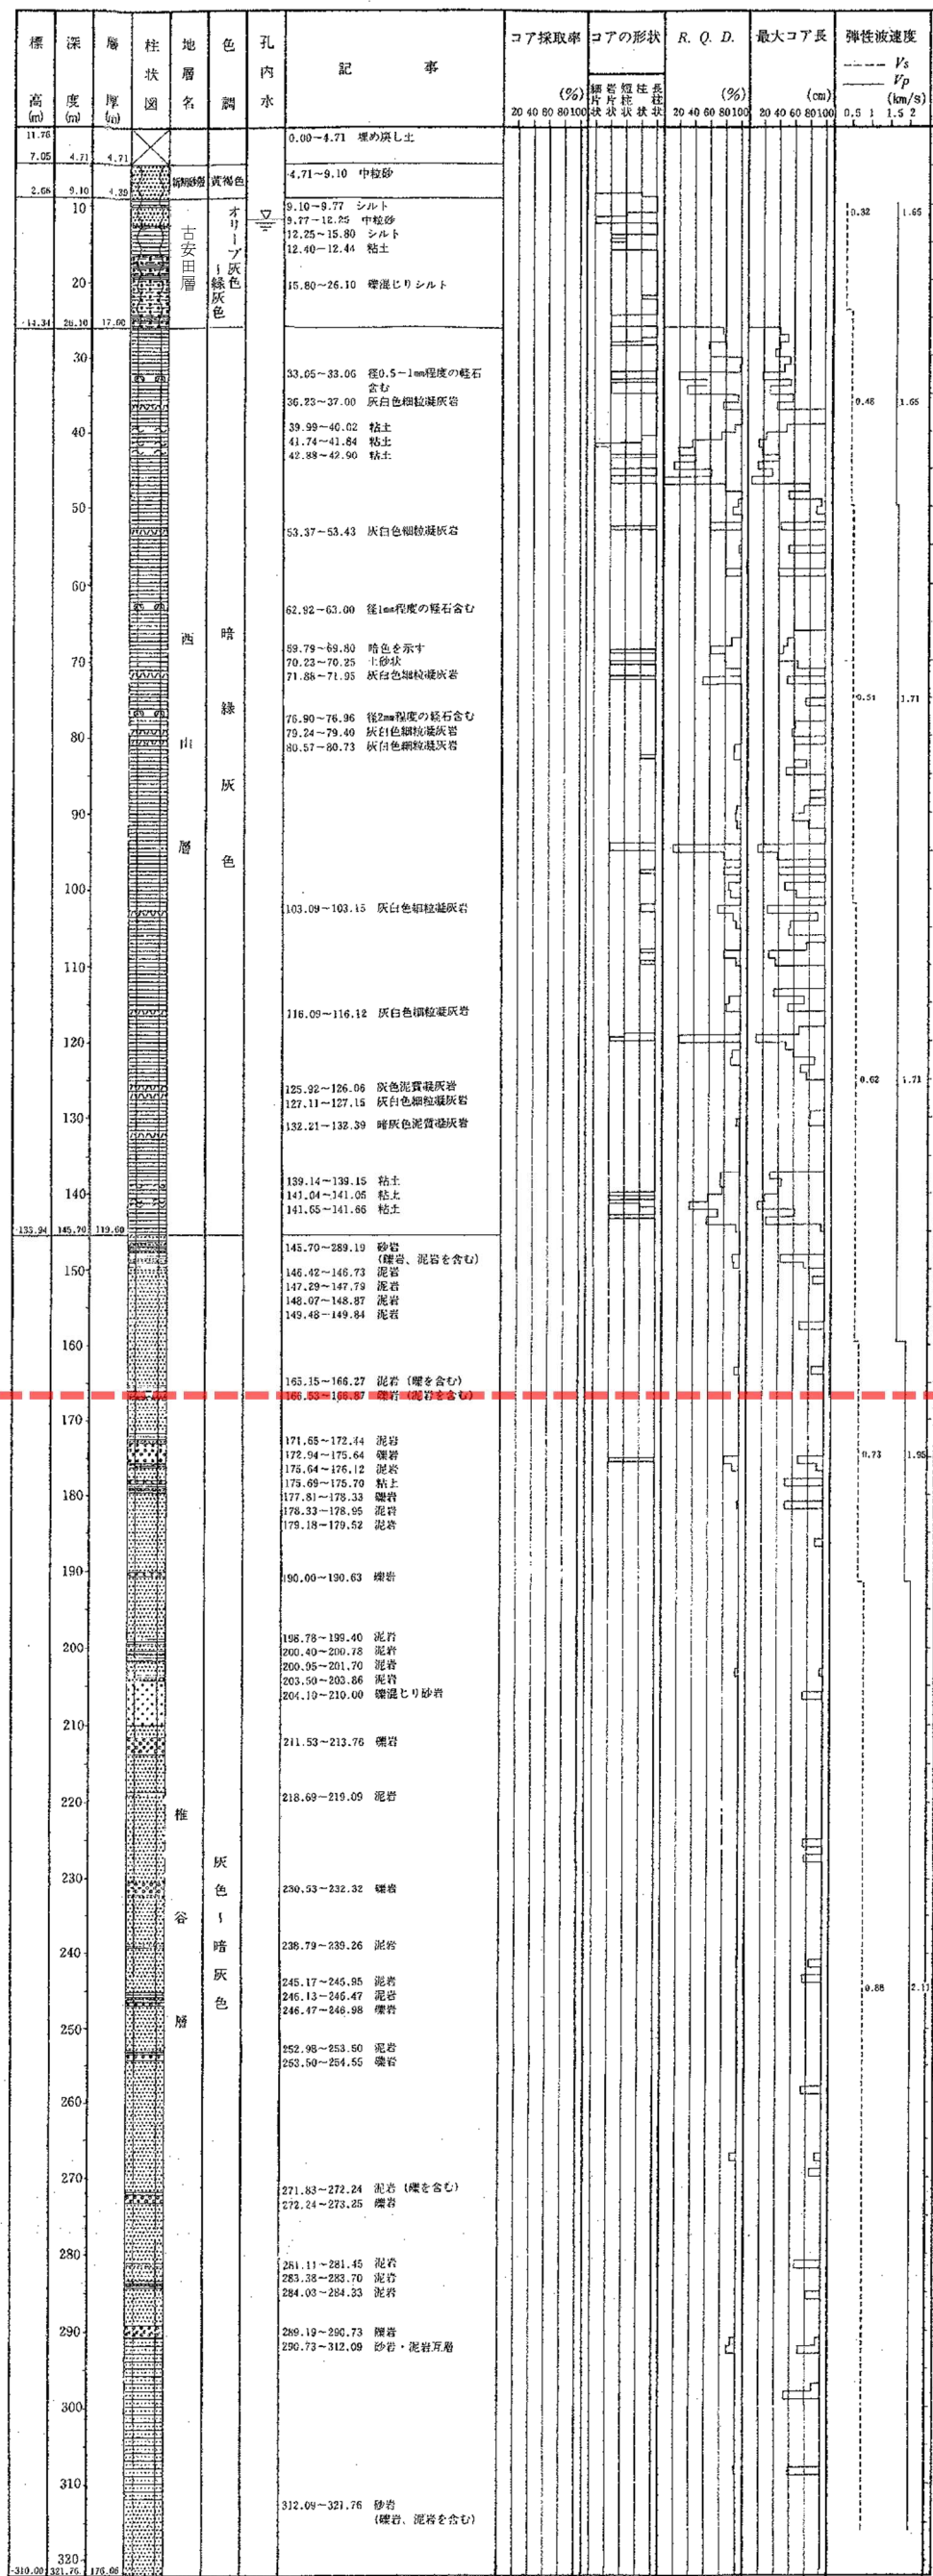 標高(m)
深度(m)
層厚(m)
柱状図
地層名
色調
孔内水
記事
コア採取率
(%)
20 40 60 80 100
コアの形状
細片状
岩片状
短柱状
柱状
長柱状
R. Q. D.
(%)
20 40 60 80 100
最大コア長
(cm)
20 40 60 80 100
弾性波速度
Vs
Vp
(km/s)
0.5 1 1.5 2
11.76
7.05 4.71 4.71
9.10 4.39
-14.34 26.10 17.00
-133.94 145.70 119.60
-310.00 321.76 176.06
10
20
30
40
50
60
70
80
90
100
110
120
130
140
150
160
170
180
190
200
210
220
230
240
250
260
270
280
290
300
310
黄褐色
古安田層
オリーブ灰色~緑灰色
西山層
暗緑灰色
椎谷層
灰色~暗灰色
0.00~4.71 埋め戻し土
4.71~9.10 中粒砂
9.10~9.77 シルト
9.77~12.25 中粒砂
12.25~15.80 シルト
12.40~12.44 粘土
15.80~26.10 礫混じりシルト
33.05~33.06 径0.5~1mm程度の軽石
含む
36.23~37.00 灰白色細粒凝灰岩
39.99~40.02 粘土
41.74~41.84 粘土
42.88~42.90 粘土
53.37~53.43 灰白色細粒凝灰岩
62.92~63.00 径1mm程度の軽石含む
69.79~69.80 暗色を示す
70.23~70.25 土砂状
71.88~71.95 灰白色細粒凝灰岩
76.90~76.96 径2mm程度の軽石含む
79.24~79.40 灰白色細粒凝灰岩
80.57~80.73 灰白色細粒凝灰岩
103.09~103.15 灰白色細粒凝灰岩
116.09~116.12 灰白色細粒凝灰岩
125.92~126.06 灰色泥質凝灰岩
127.11~127.15 灰白色細粒凝灰岩
132.21~132.39 暗灰色泥質凝灰岩
139.14~139.15 粘土
141.04~141.05 粘土
141.65~141.66 粘土
145.70~289.19 砂岩
(礫岩、泥岩を含む)
146.42~146.73 泥岩
147.29~147.79 泥岩
148.07~148.87 泥岩
149.48~149.84 泥岩
165.15~166.27 泥岩 (礫を含む)
166.53~166.87 礫岩 (泥岩を含む)
171.65~172.44 泥岩
172.94~175.64 礫岩
175.64~176.12 泥岩
175.69~175.70 粘土
177.81~178.33 礫岩
178.33~178.95 泥岩
179.18~179.52 泥岩
190.00~190.63 礫岩
198.78~199.40 泥岩
200.40~200.78 泥岩
200.95~201.70 泥岩
203.50~203.86 泥岩
204.10~210.00 礫混じり砂岩
211.53~213.76 礫岩
218.69~219.09 泥岩
230.53~232.32 礫岩
238.79~239.26 泥岩
245.17~245.95 泥岩
246.13~246.47 泥岩
246.47~246.98 礫岩
252.98~253.50 泥岩
253.50~254.55 礫岩
271.83~272.24 泥岩 (礫を含む)
272.24~273.25 礫岩
281.11~281.45 泥岩
283.38~283.70 泥岩
284.03~284.33 泥岩
289.19~290.73 礫岩
290.73~312.09 砂岩・泥岩互層
312.09~321.76 砂岩
(礫岩、泥岩を含む)
0.32 1.65
0.48 1.65
0.51 1.71
0.62 1.71
0.73 1.95
0.88 2.11